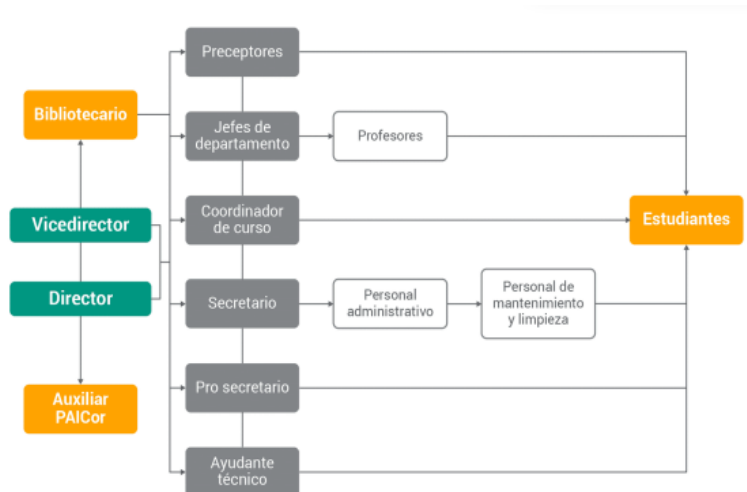 Preceptores
Bibliotecario
Jefes de
departamento
Profesores
Vicedirector
Coordinador
de curso
Estudiantes
Director
Secretario
Personal
administrativo
Personal de
mantenimiento
y limpieza
Auxiliar
PAICor
Pro secretario
Ayudante
técnico